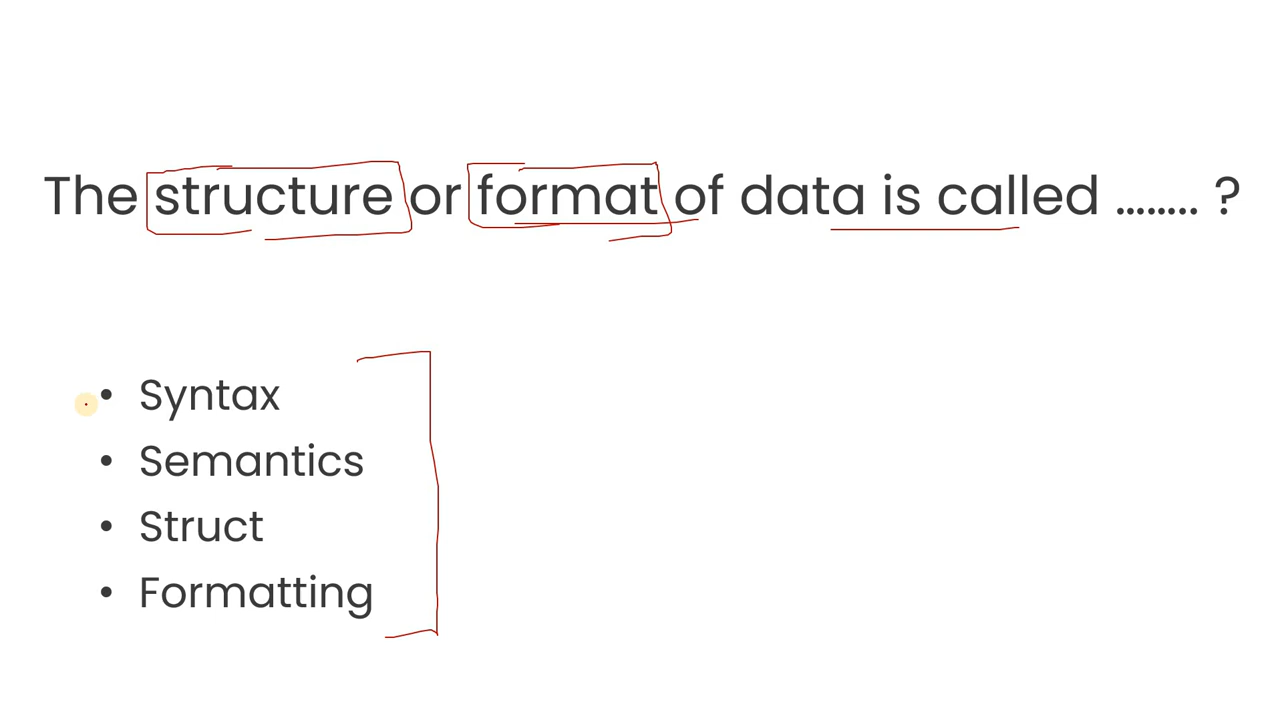 The structure or format of data is called ........ ?
• Syntax
• Semantics
• Struct
• Formatting